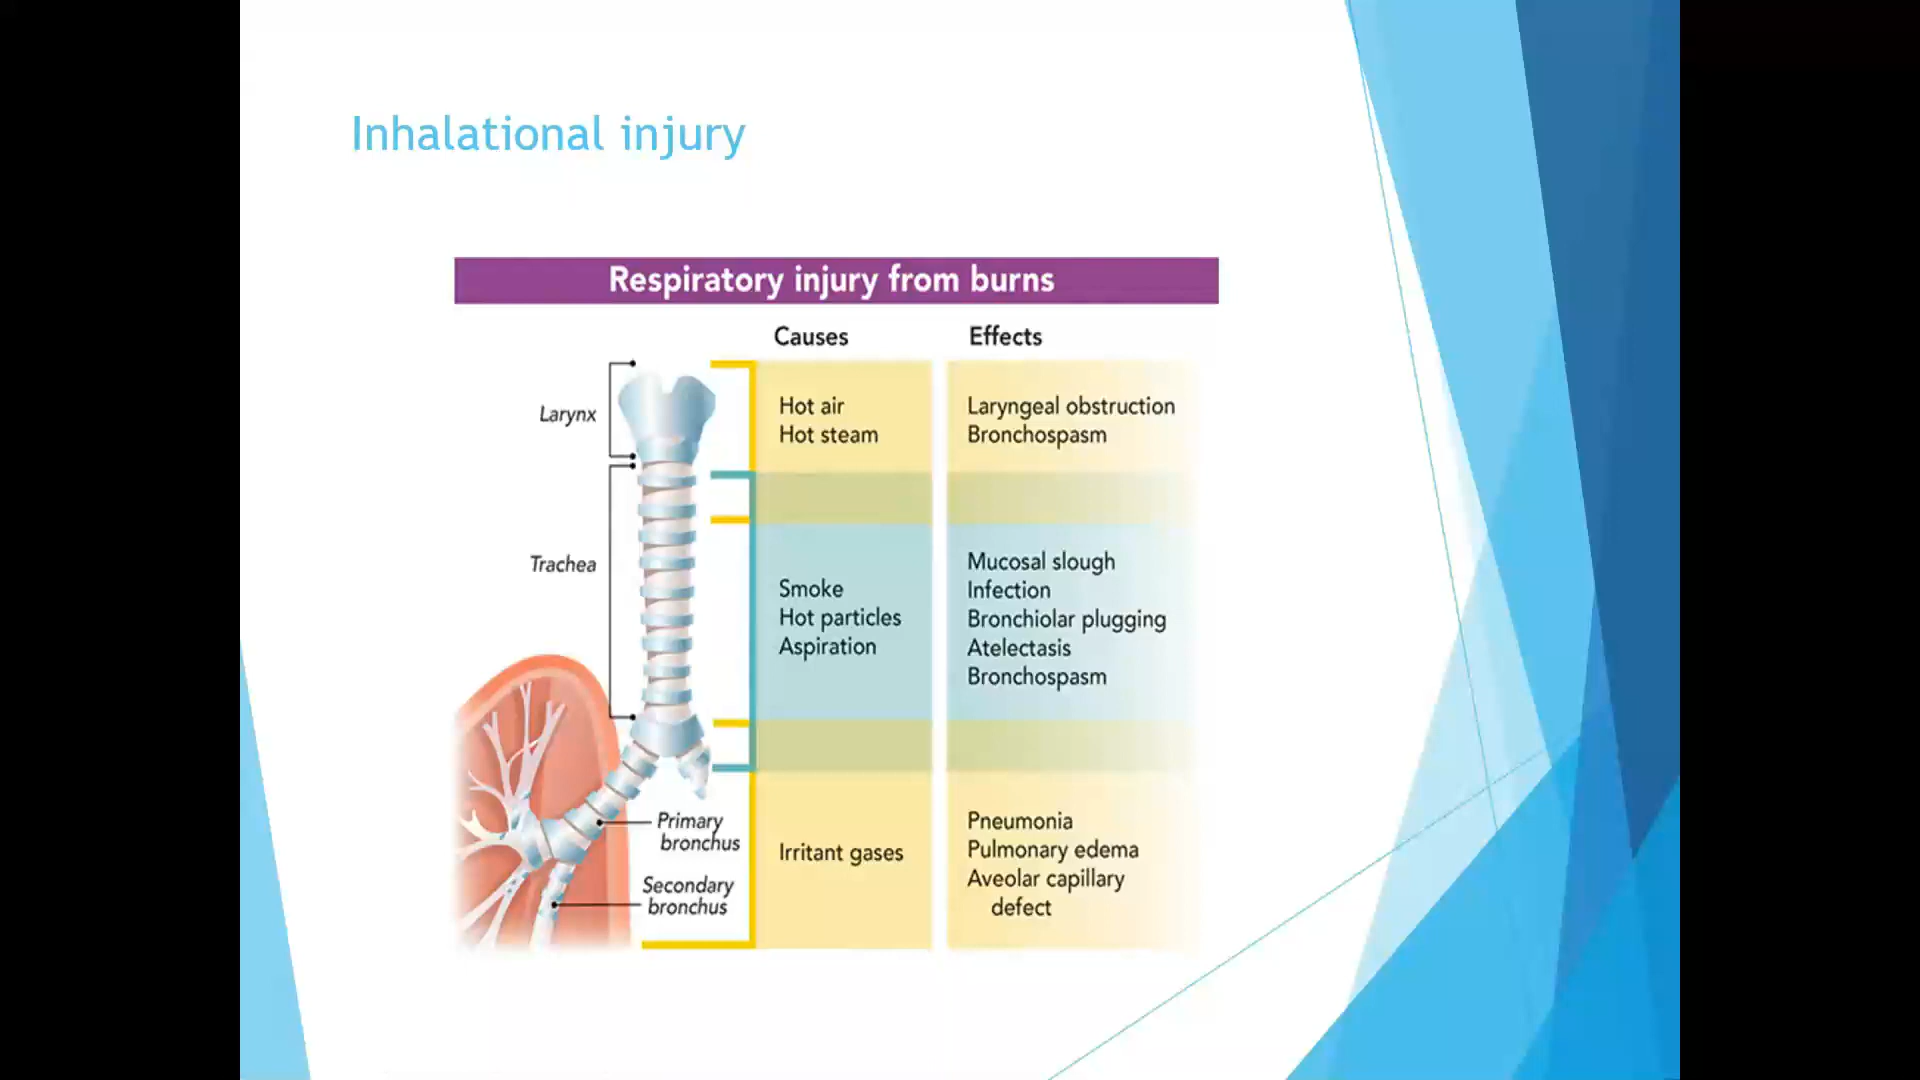 Inhalational injury
Respiratory injury from burns
Causes
Effects
Larynx
Hot air
Hot steam
Laryngeal obstruction
Bronchospasm
Trachea
Smoke
Hot particles
Aspiration
Mucosal slough
Infection
Bronchiolar plugging
Atelectasis
Bronchospasm
Primary
bronchus
Secondary
bronchus
Irritant gases
Pneumonia
Pulmonary edema
Aveolar capillary
defect